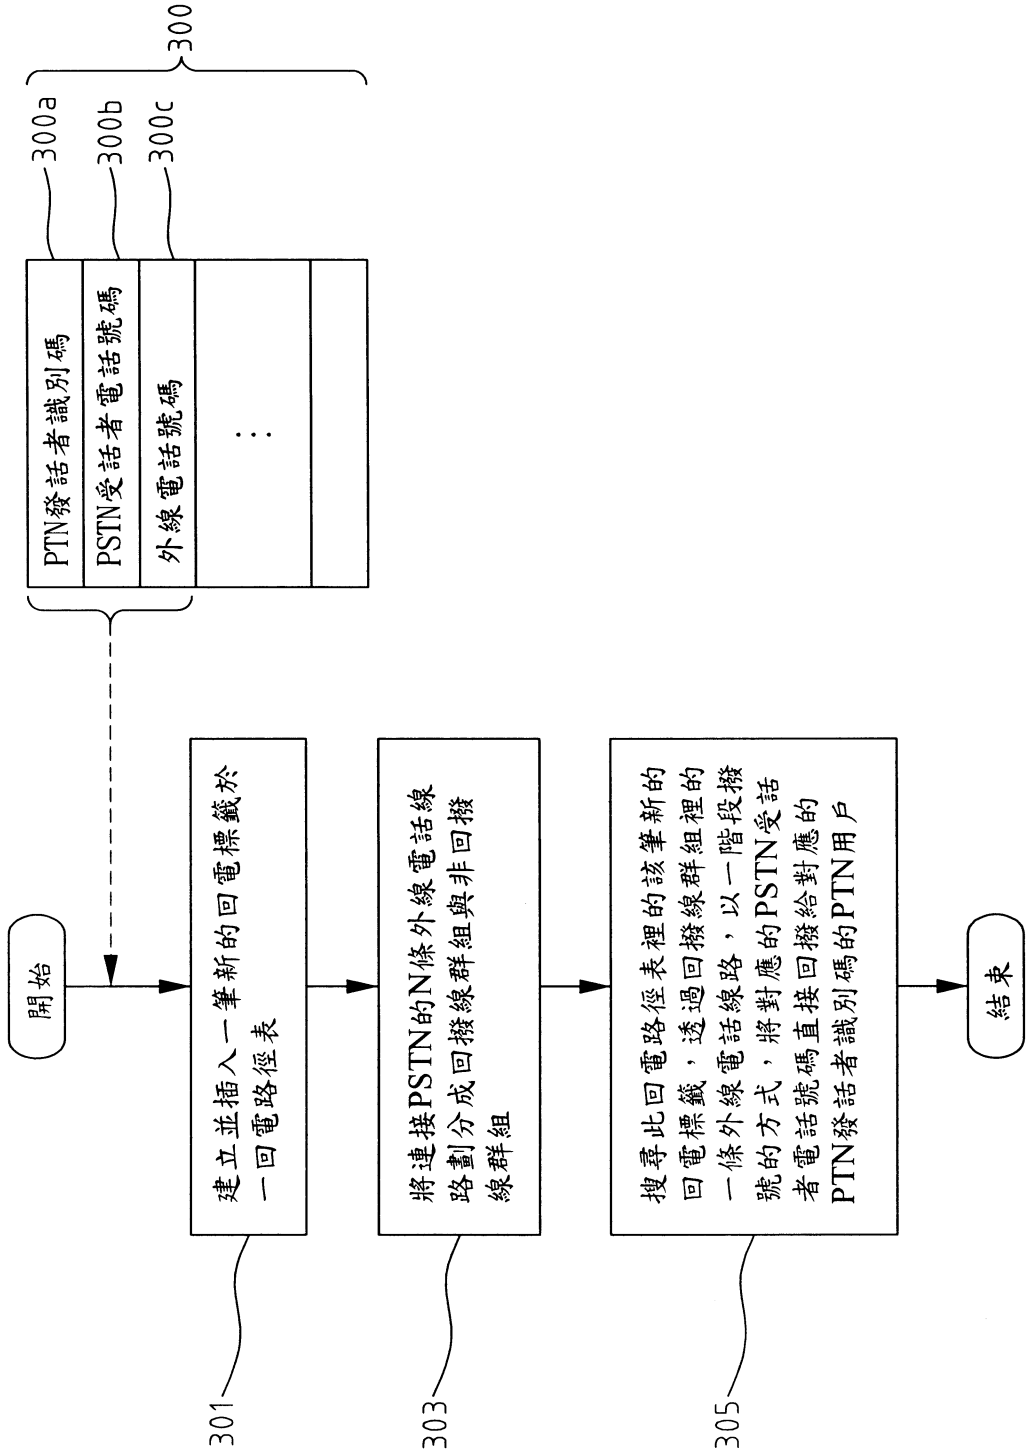 開始
301
建立並插入一筆新的回電標籤於
一回電路徑表
303
將連接PSTN的N條外線電話線
路劃分成回撥線群組與非回撥
線群組
305
搜尋此回電路徑表裡的該筆新的
回電標籤，透過回撥線群組裡的
一條外線電話線路，以一階段撥
號的方式，將對應的PSTN受話
者電話號碼直接回撥給對應的
PTN發話者識別碼的PTN用戶
結束
PTN發話者識別碼
300a
PSTN受話者電話號碼
300b
外線電話號碼
300c
⋮
300